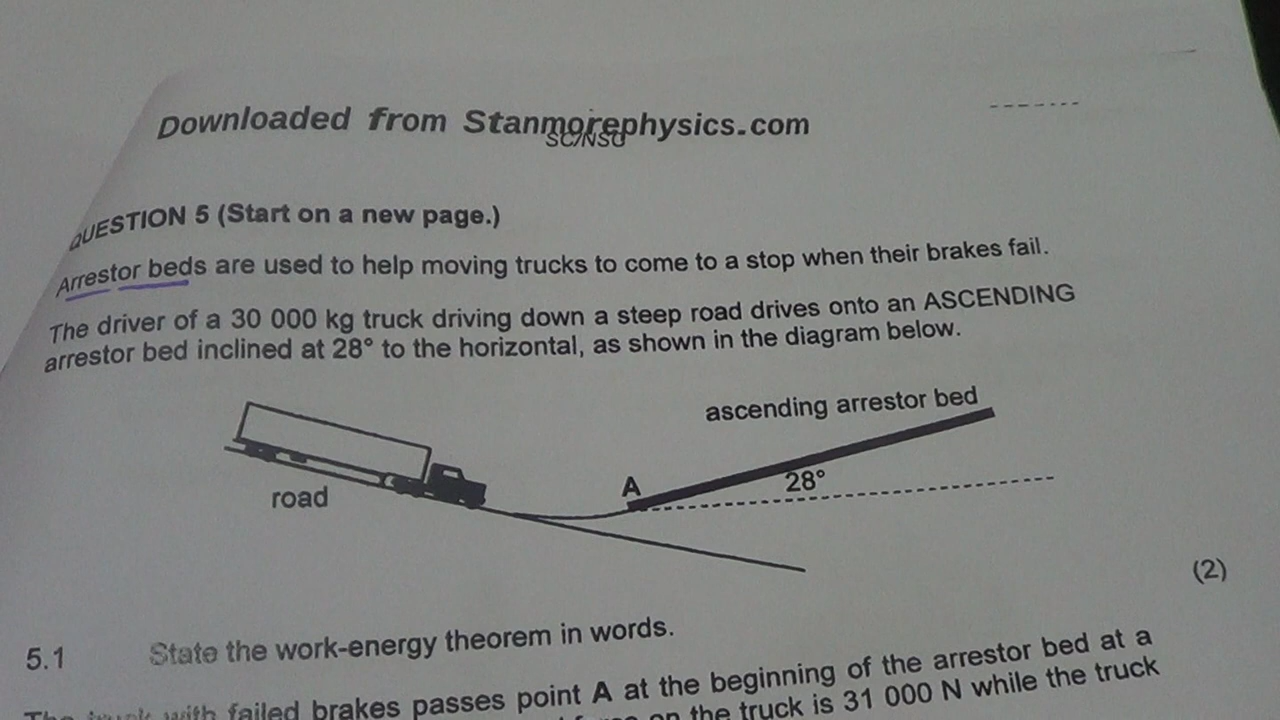 Downloaded from Stanmorephysics.com
SC/NSC
QUESTION 5 (Start on a new page.)
Arrestor beds are used to help moving trucks to come to a stop when their brakes fail.
The driver of a 30 000 kg truck driving down a steep road drives onto an ASCENDING
arrestor bed inclined at 28° to the horizontal, as shown in the diagram below.
ascending arrestor bed
A
28°
road
(2)
5.1 State the work-energy theorem in words.
The truck with failed brakes passes point A at the beginning of the arrestor bed at a
on the truck is 31 000 N while the truck